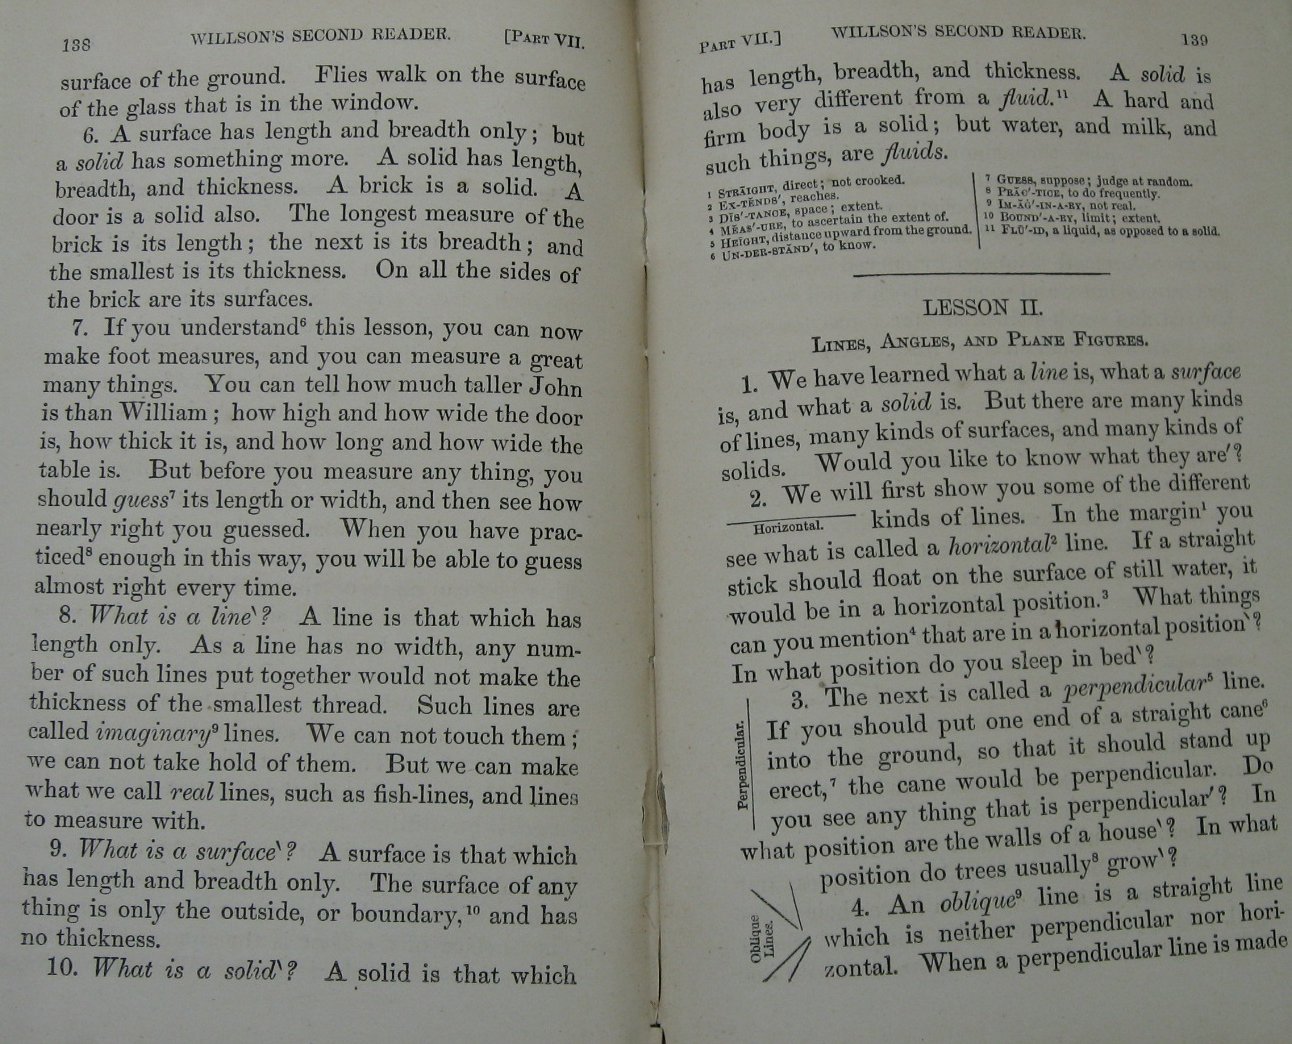 138 WILLSON'S SECOND READER. [PART VII.
surface of the ground. Flies walk on the surface
of the glass that is in the window.
6. A surface has length and breadth only; but
a solid has something more. A solid has length,
breadth, and thickness. A brick is a solid. A
door is a solid also. The longest measure of the
brick is its length; the next is its breadth; and
the smallest is its thickness. On all the sides of
the brick are its surfaces.
7. If you understand⁶ this lesson, you can now
make foot measures, and you can measure a great
many things. You can tell how much taller John
is than William; how high and how wide the door
is, how thick it is, and how long and how wide the
table is. But before you measure any thing, you
should guess⁷ its length or width, and then see how
nearly right you guessed. When you have prac-
ticed⁸ enough in this way, you will be able to guess
almost right every time.
8. What is a line‵? A line is that which has
length only. As a line has no width, any num-
ber of such lines put together would not make the
thickness of the smallest thread. Such lines are
called imaginary⁹ lines. We can not touch them;
we can not take hold of them. But we can make
what we call real lines, such as fish-lines, and lines
to measure with.
9. What is a surface‵? A surface is that which
has length and breadth only. The surface of any
thing is only the outside, or boundary,¹⁰ and has
no thickness.
10. What is a solid‵? A solid is that which
PART VII.] WILLSON'S SECOND READER. 139
has length, breadth, and thickness. A solid is
also very different from a fluid.¹¹ A hard and
firm body is a solid; but water, and milk, and
such things, are fluids.
1 STRĀIGHT, direct; not crooked.
2 EX-TĔNDS′, reaches.
3 DĬS′-TANCE, space; extent.
4 MĔAS′-URE, to ascertain the extent of.
5 HEĪGHT, distance upward from the ground.
6 UN-DER-STĂND′, to know.
7 GUESS, suppose; judge at random.
8 PRĂC′-TICE, to do frequently.
9 IM-ĂG′-IN-A-RY, not real.
10 BOUND′-A-RY, limit; extent.
11 FLŪ′-ID, a liquid, as opposed to a solid.
LESSON II.
LINES, ANGLES, AND PLANE FIGURES.
1. We have learned what a line is, what a surface
is, and what a solid is. But there are many kinds
of lines, many kinds of surfaces, and many kinds of
solids. Would you like to know what they are′?
2. We will first show you some of the different
Horizontal. kinds of lines. In the margin¹ you
see what is called a horizontal² line. If a straight
stick should float on the surface of still water, it
would be in a horizontal position.³ What things
can you mention⁴ that are in a horizontal position‵?
In what position do you sleep in bed‵?
3. The next is called a perpendicular⁵ line.
If you should put one end of a straight cane⁶
into the ground, so that it should stand up
erect,⁷ the cane would be perpendicular. Do
you see any thing that is perpendicular′? In
Perpendicular.
what position are the walls of a house‵? In what
position do trees usually⁸ grow‵?
4. An oblique⁹ line is a straight line
which is neither perpendicular nor hori-
zontal. When a perpendicular line is made
Oblique
Lines.